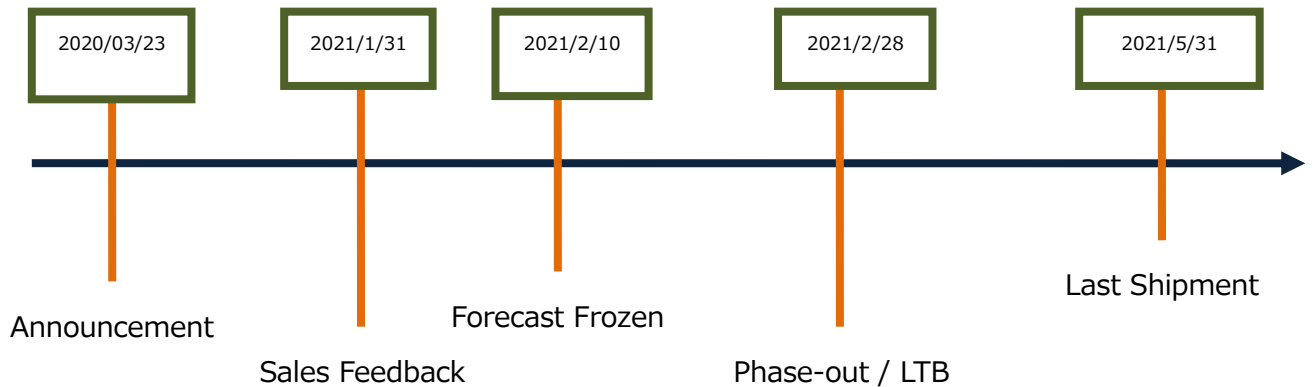 2020/03/23
2021/1/31
2021/2/10
2021/2/28
2021/5/31
Announcement
Sales Feedback
Forecast Frozen
Phase-out / LTB
Last Shipment